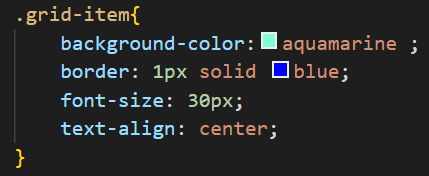 .grid-item{
background-color: aquamarine ;
border: 1px solid blue;
font-size: 30px;
text-align: center;
}